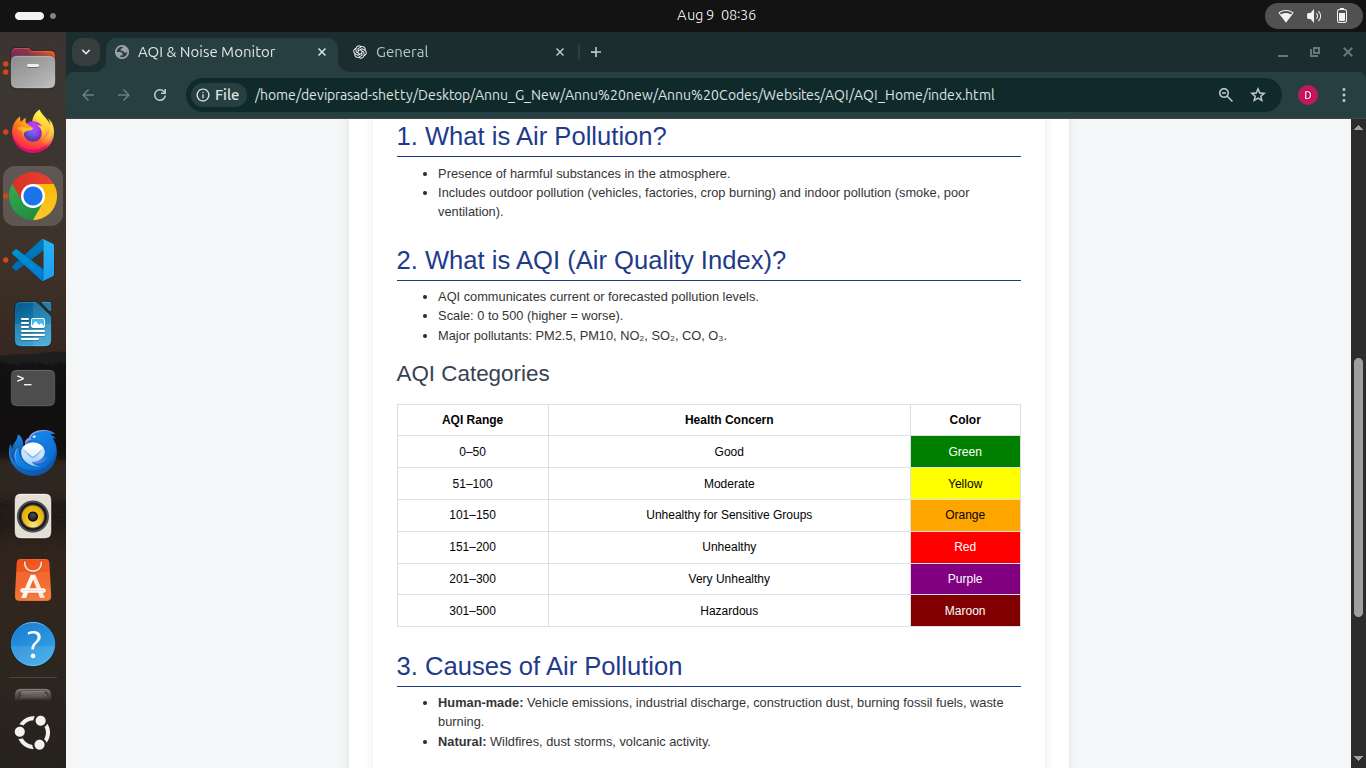 Aug 9 08:36
AQI & Noise Monitor
General
File
/home/deviprasad-shetty/Desktop/Annu_G_New/Annu%20new/Annu%20Codes/Websites/AQI/AQI_Home/index.html
D
1. What is Air Pollution?
• Presence of harmful substances in the atmosphere.
• Includes outdoor pollution (vehicles, factories, crop burning) and indoor pollution (smoke, poor
ventilation).
2. What is AQI (Air Quality Index)?
• AQI communicates current or forecasted pollution levels.
• Scale: 0 to 500 (higher = worse).
• Major pollutants: PM2.5, PM10, NO₂, SO₂, CO, O₃.
AQI Categories
AQI Range Health Concern Color
0–50 Good Green
51–100 Moderate Yellow
101–150 Unhealthy for Sensitive Groups Orange
151–200 Unhealthy Red
201–300 Very Unhealthy Purple
301–500 Hazardous Maroon
3. Causes of Air Pollution
• Human-made: Vehicle emissions, industrial discharge, construction dust, burning fossil fuels, waste
burning.
• Natural: Wildfires, dust storms, volcanic activity.